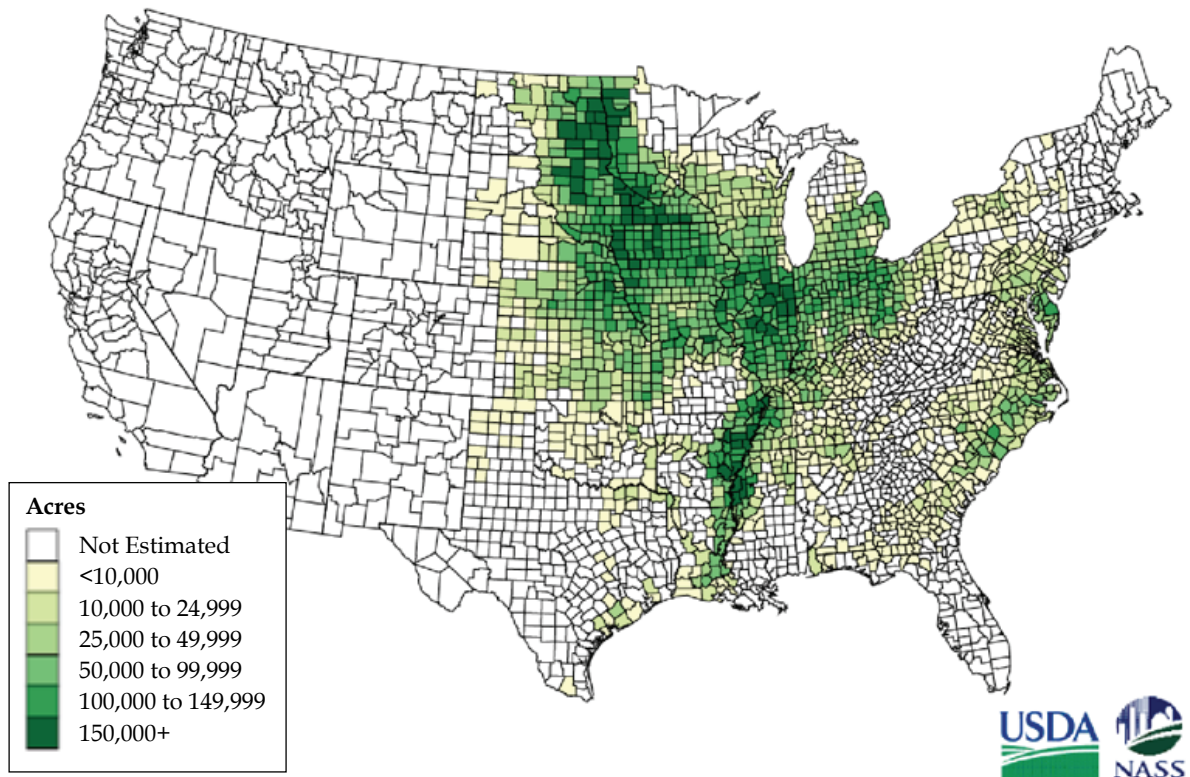 Acres
Not Estimated
<10,000
10,000 to 24,999
25,000 to 49,999
50,000 to 99,999
100,000 to 149,999
150,000+
USDA
NASS